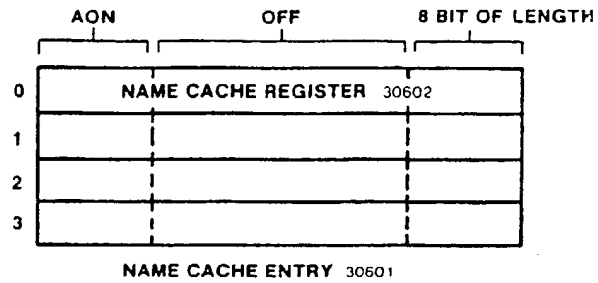 AON OFF 8 BIT OF LENGTH
0 NAME CACHE REGISTER 30602
1
2
3
NAME CACHE ENTRY 30601